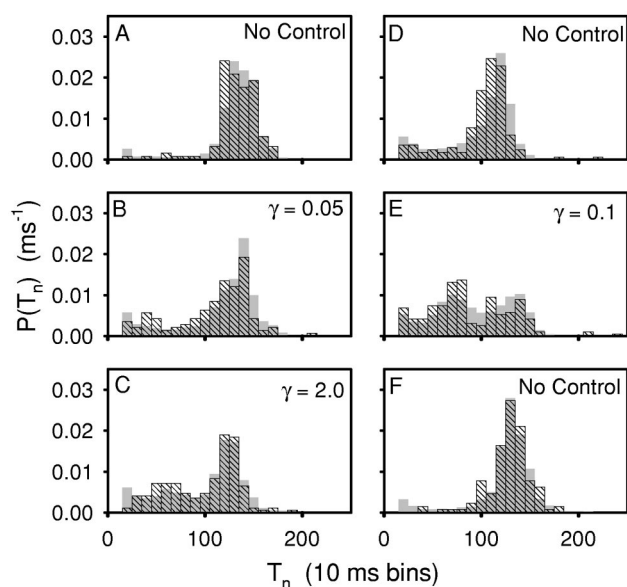 A
No Control
D
No Control
0.03
0.02
0.01
0.00
B
γ = 0.05
E
γ = 0.1
0.03
0.02
0.01
0.00
P(Tn) (ms-1)
C
γ = 2.0
F
No Control
0.03
0.02
0.01
0.00
0 100 200 0 100 200
Tn (10 ms bins)